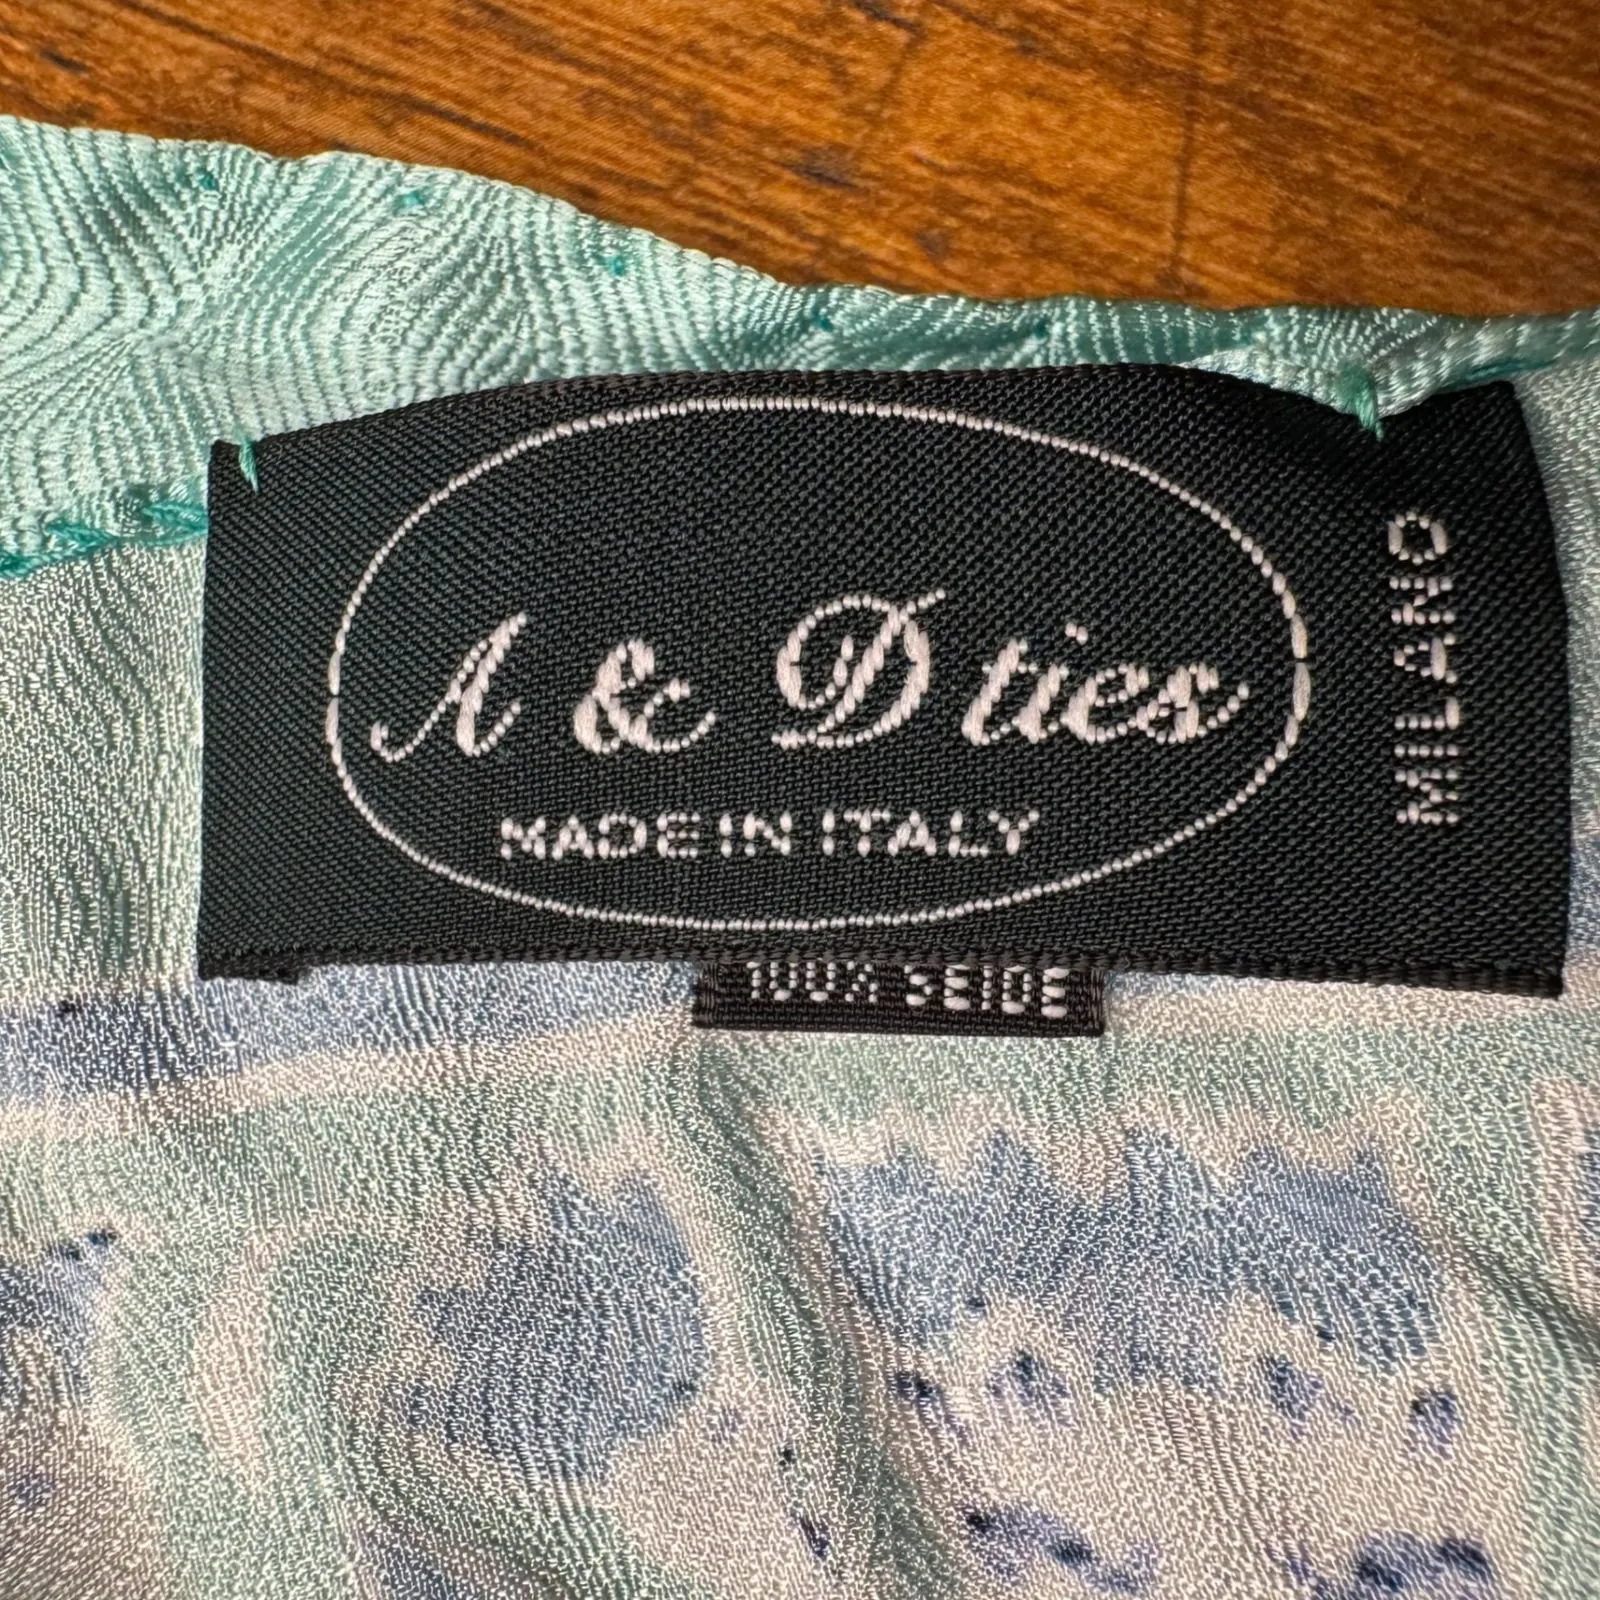 A & D ties
MADE IN ITALY
MILANO
100% SEIDE